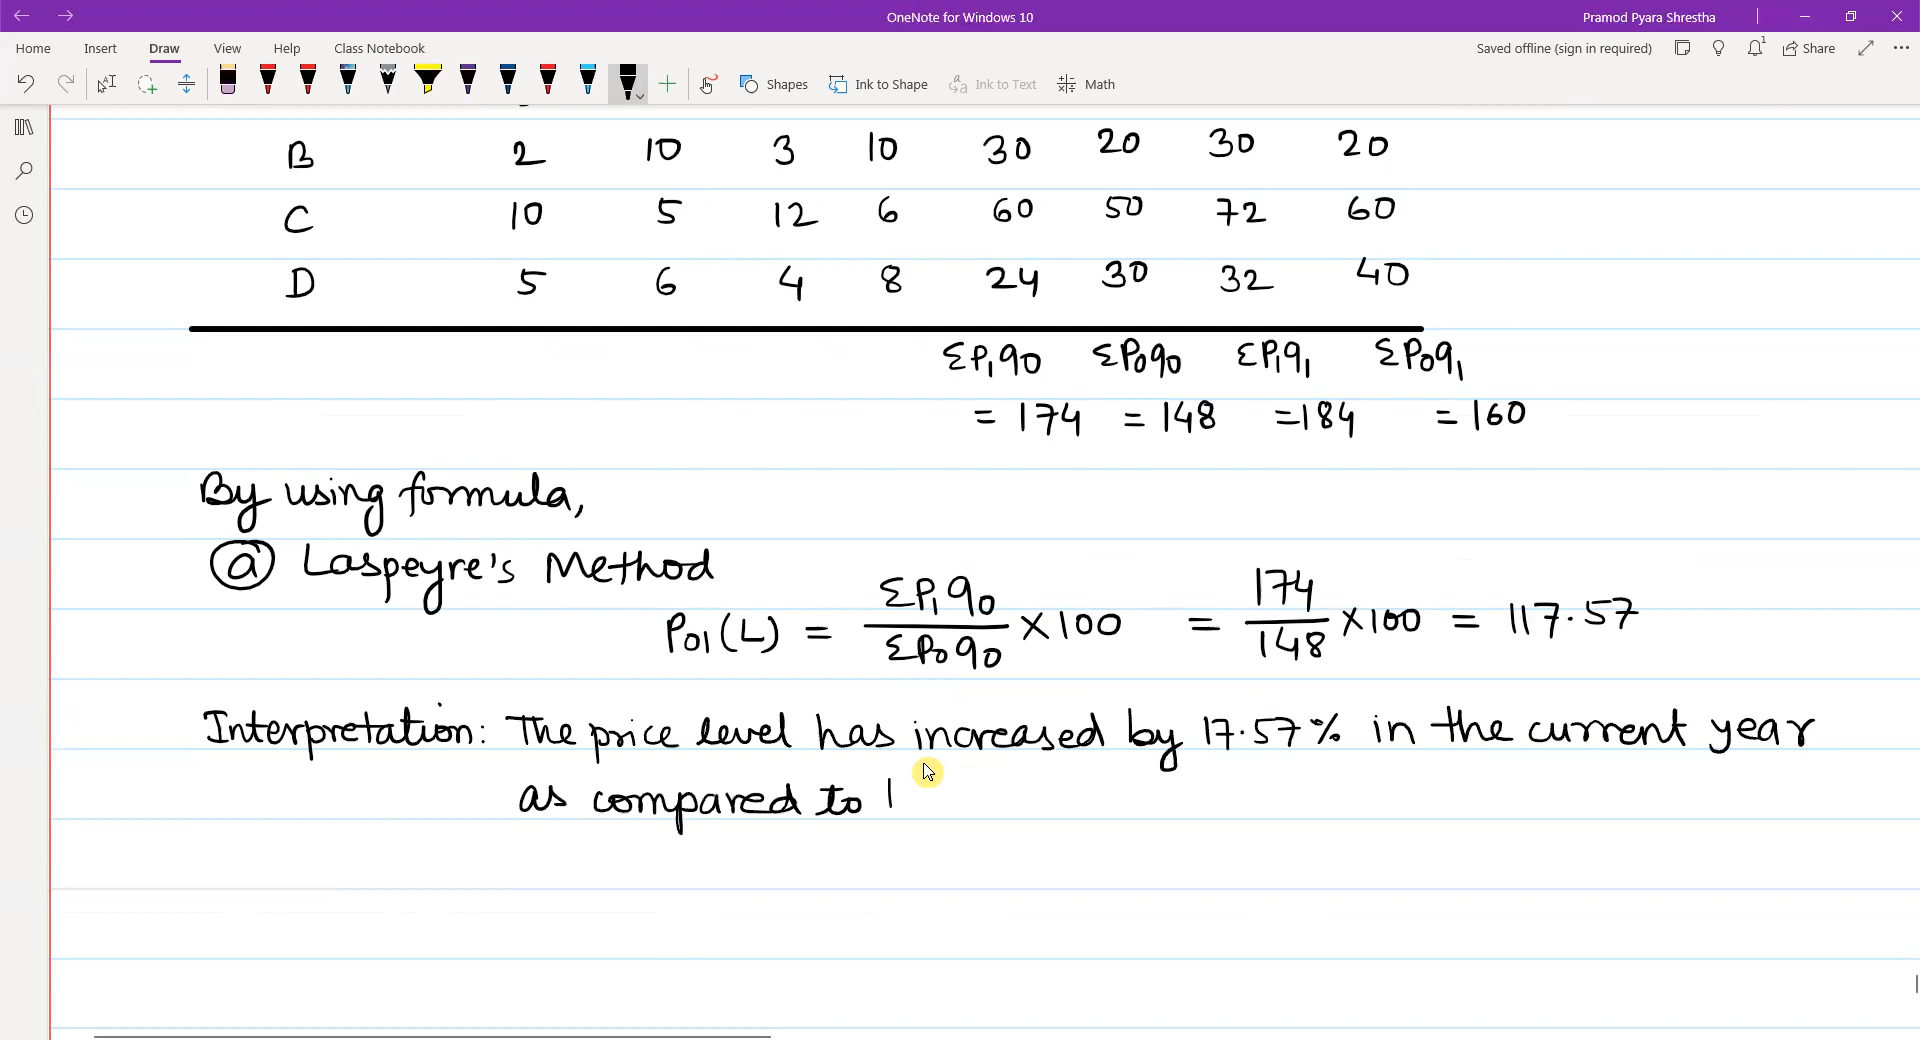 OneNote for Windows 10
Pramod Pyara Shrestha
Home Insert Draw View Help Class Notebook
Saved offline (sign in required) 1 Share
Shapes Ink to Shape Ink to Text Math
B 2 10 3 10 30 20 30 20
C 10 5 12 6 60 50 72 60
D 5 6 4 8 24 30 32 40
ΣP₁q₀ ΣP₀q₀ ΣP₁q₁ ΣP₀q₁
= 174 = 148 =184 = 160
By using formula,
ⓐ Laspeyre's Method
P₀₁(L) = ΣP₁q₀/ΣP₀q₀ × 100 = 174/148 × 100 = 117.57
Interpretation: The price level has increased by 17.57% in the current year
as compared to